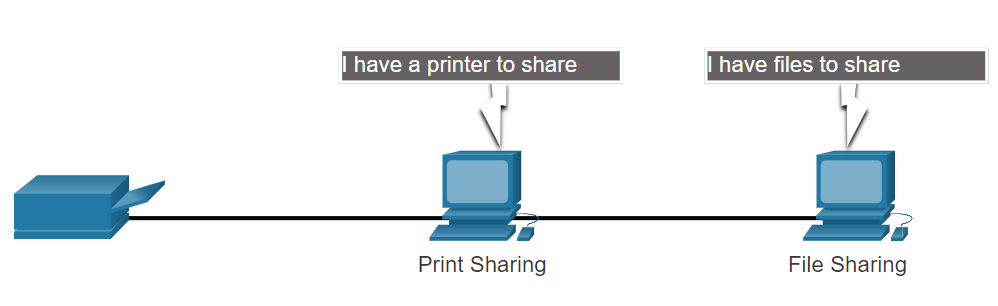 I have a printer to share
I have files to share
Print Sharing
File Sharing